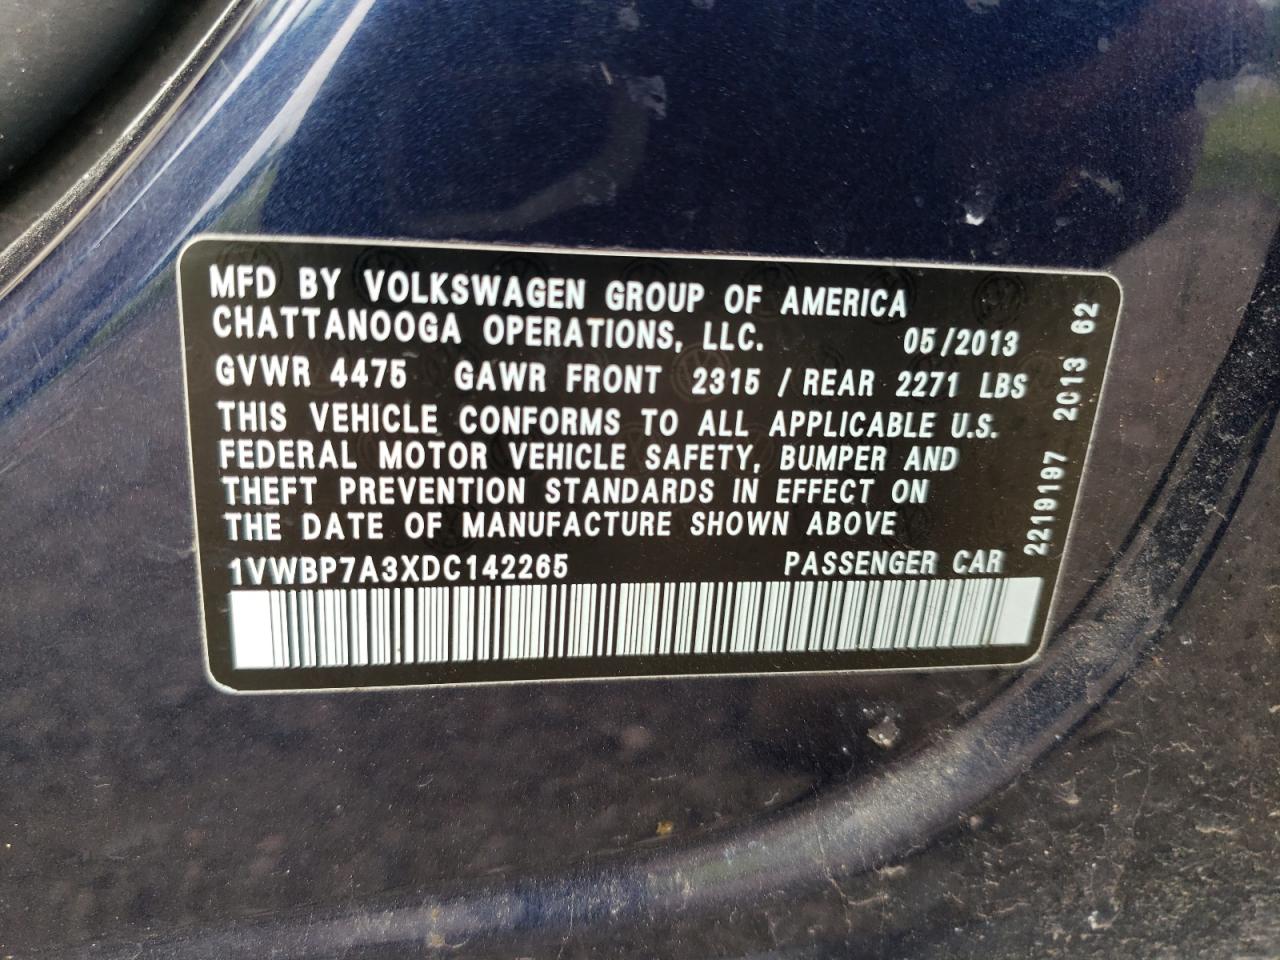 MFD BY VOLKSWAGEN GROUP OF AMERICA
CHATTANOOGA OPERATIONS, LLC. 05/2013
GVWR 4475 GAWR FRONT 2315 / REAR 2271 LBS
THIS VEHICLE CONFORMS TO ALL APPLICABLE U.S.
FEDERAL MOTOR VEHICLE SAFETY, BUMPER AND
THEFT PREVENTION STANDARDS IN EFFECT ON
THE DATE OF MANUFACTURE SHOWN ABOVE
1VWBP7A3XDC142265 PASSENGER CAR
2219197 2013 62